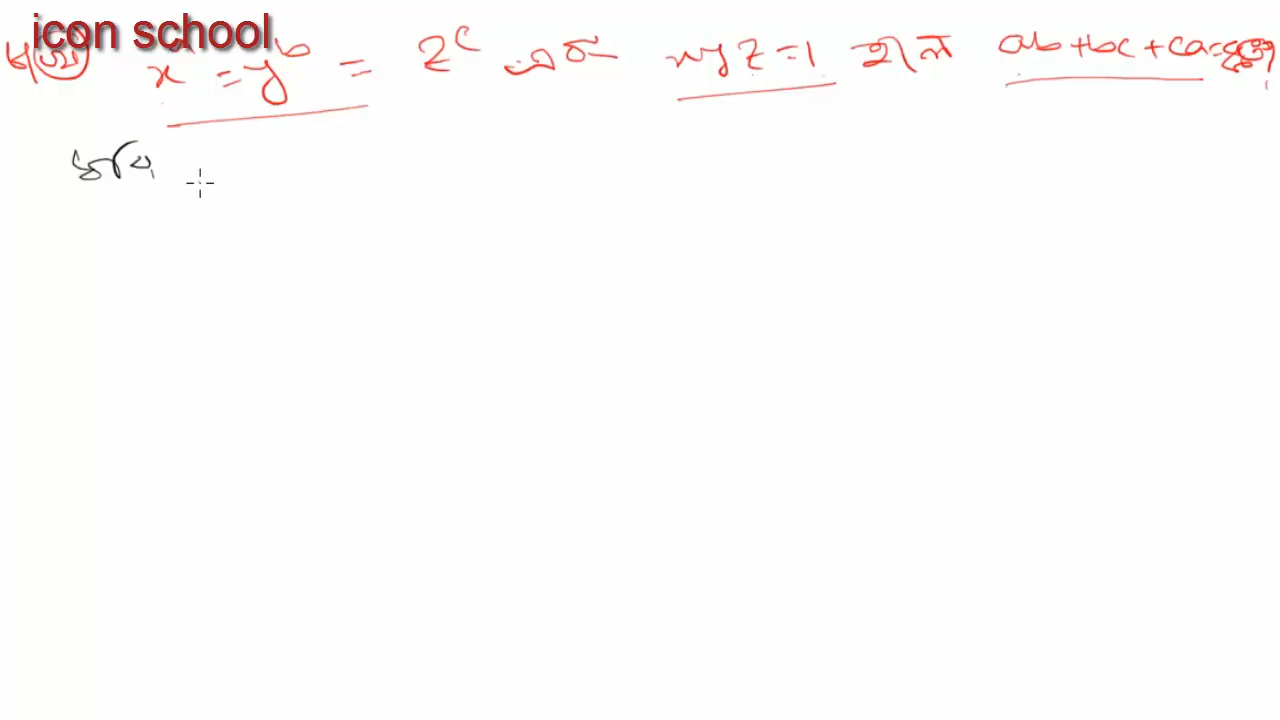 icon school
x = y^b = z^c এবং xyz = 1 হলে ab + bc + ca =
ধরি,